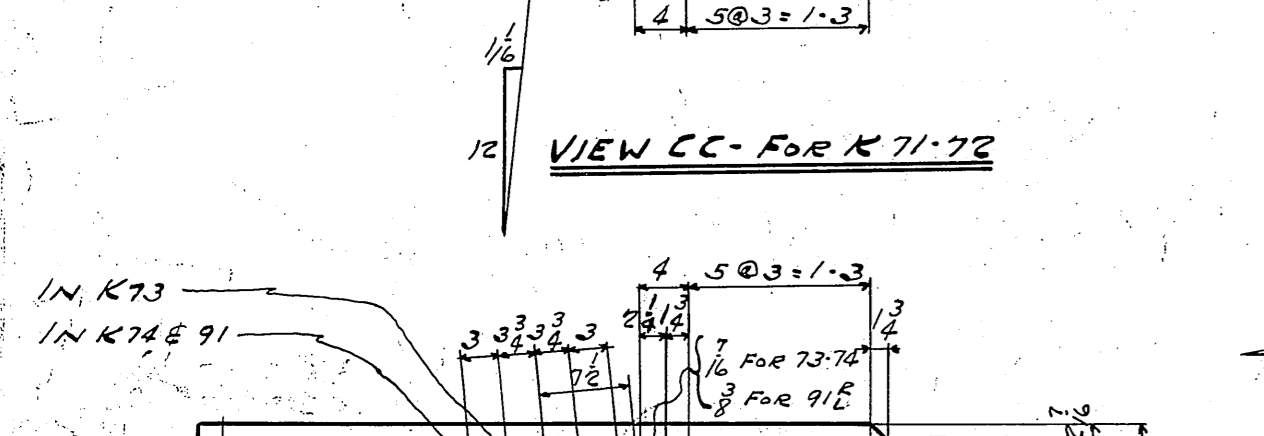 4 5@3=1·3
1 1/16
12
VIEW CC- FOR K 71·72
4 5@3=1·3
IN K73
IN K74 & 91
3 3 3/4 3 3/4 3
2 1/4 1 3/4
1 3/4
7 1/2
7/16 FOR 73·74
3/8 FOR 91 R L